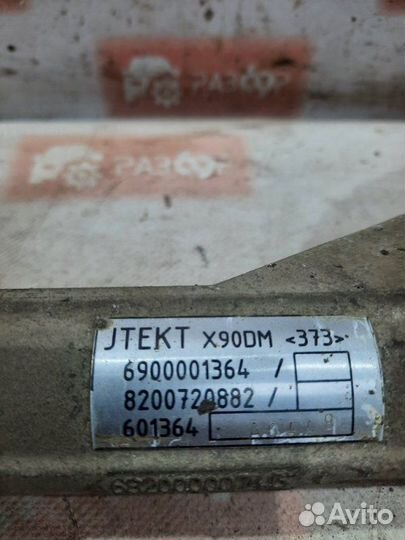 РАЗБОР
РАЗБОР
JTEKT X90DM <373>
6900001364 /
8200720882 /
601364
Avito